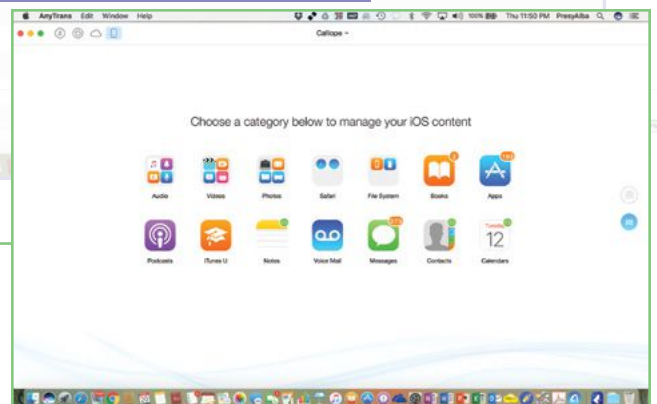 AnyTrans Edit Window Help 100% Thu 11:50 PM PresyAlba
Calliope
Choose a category below to manage your iOS content
Audio Videos Photos Safari File System Books Apps
Podcasts iTunes U Notes Voice Mail Messages Contacts Calendars
Tuesday
12